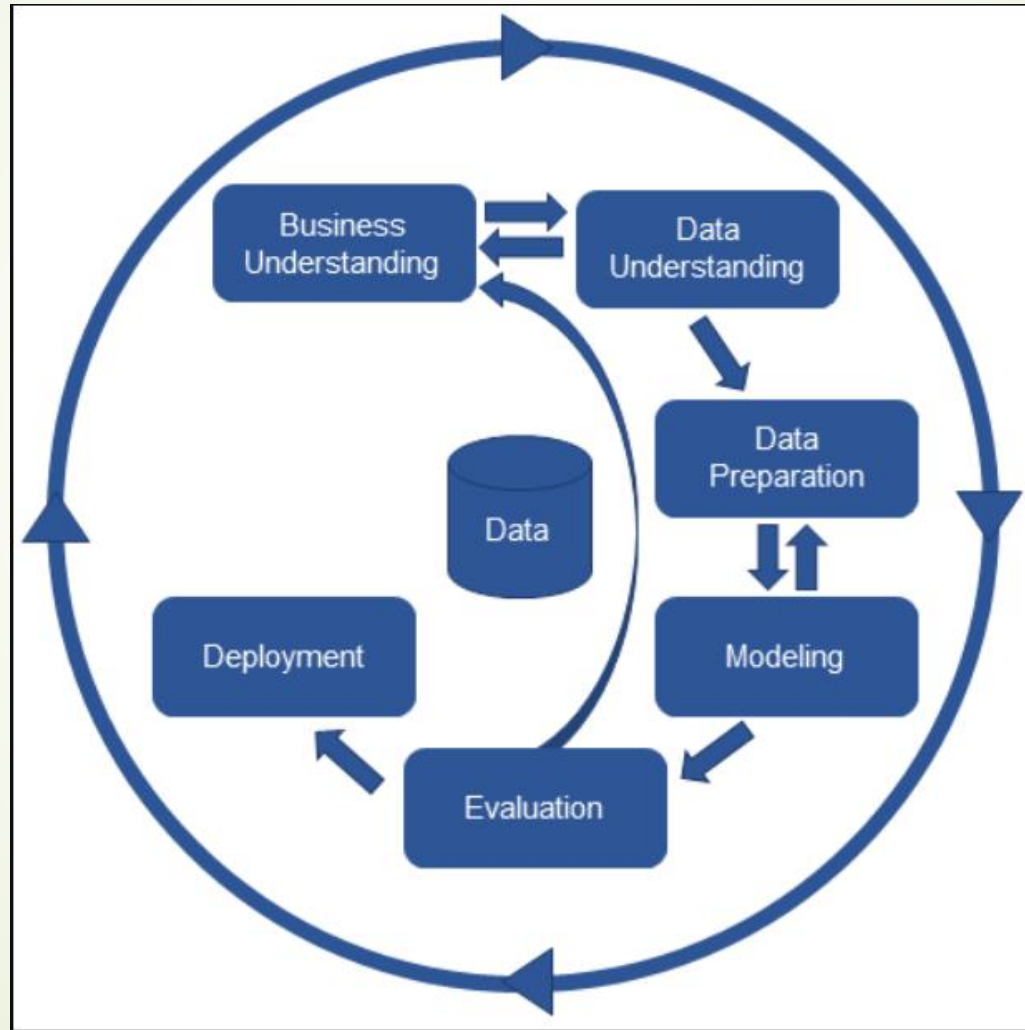 Business
Understanding
Data
Understanding
Data
Preparation
Data
Modeling
Deployment
Evaluation